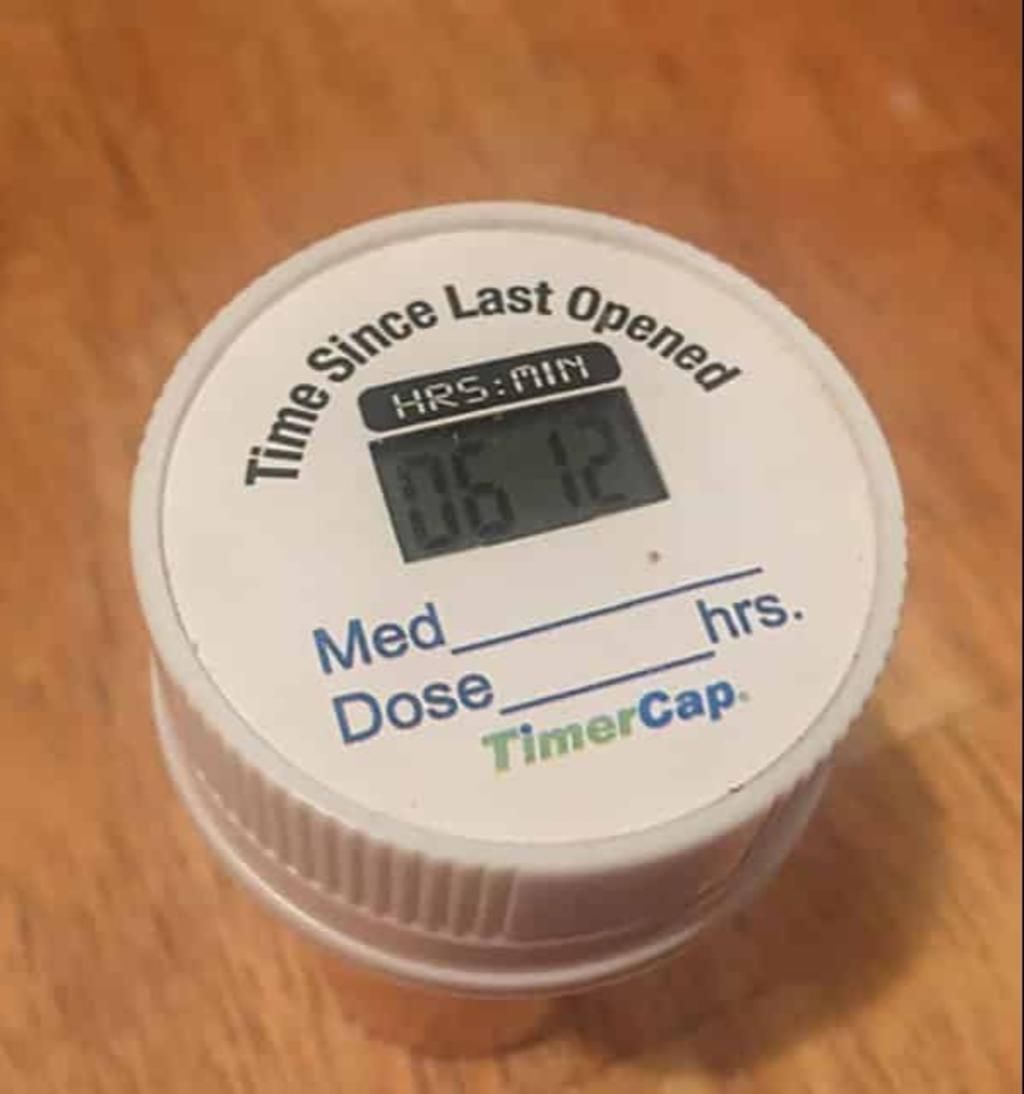 Time Since Last Opened
HRS:MIN
06 12
Med
hrs.
Dose
TimerCap